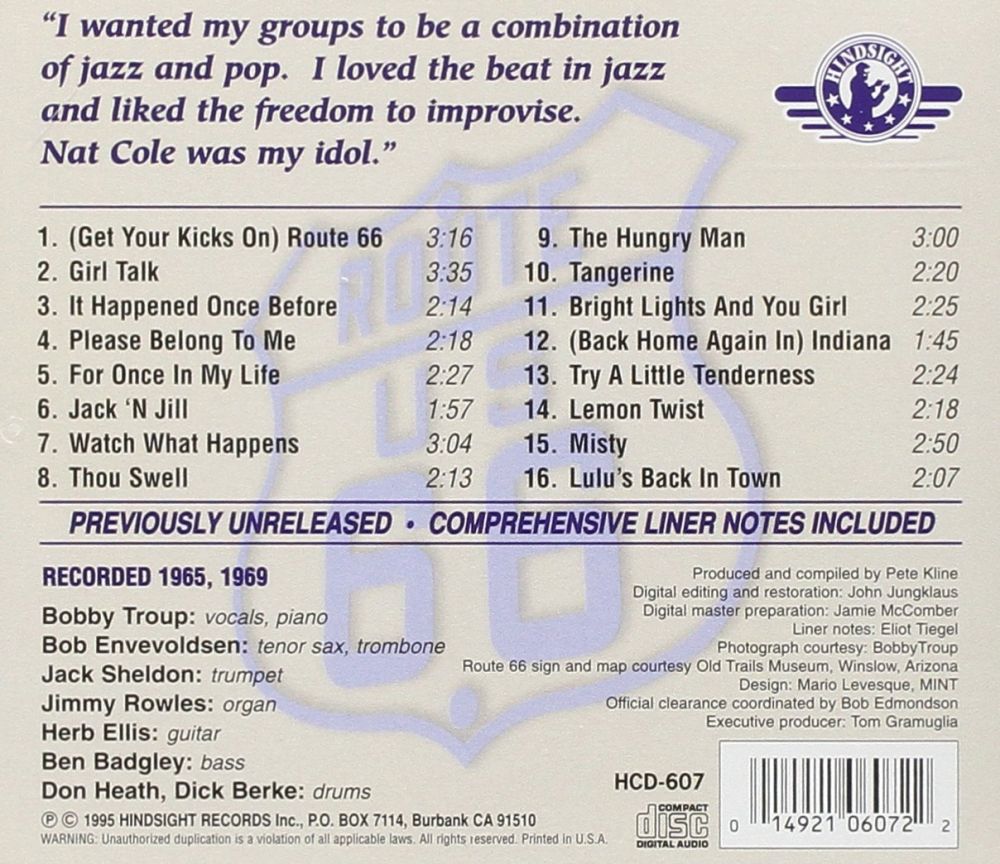 “I wanted my groups to be a combination
of jazz and pop. I loved the beat in jazz
and liked the freedom to improvise.
Nat Cole was my idol.”
HINDSIGHT
ROUTE
US
66
1. (Get Your Kicks On) Route 66 3:16
2. Girl Talk 3:35
3. It Happened Once Before 2:14
4. Please Belong To Me 2:18
5. For Once In My Life 2:27
6. Jack ‘N Jill 1:57
7. Watch What Happens 3:04
8. Thou Swell 2:13
9. The Hungry Man 3:00
10. Tangerine 2:20
11. Bright Lights And You Girl 2:25
12. (Back Home Again In) Indiana 1:45
13. Try A Little Tenderness 2:24
14. Lemon Twist 2:18
15. Misty 2:50
16. Lulu’s Back In Town 2:07
PREVIOUSLY UNRELEASED • COMPREHENSIVE LINER NOTES INCLUDED
RECORDED 1965, 1969
Bobby Troup: vocals, piano
Bob Envevoldsen: tenor sax, trombone
Jack Sheldon: trumpet
Jimmy Rowles: organ
Herb Ellis: guitar
Ben Badgley: bass
Don Heath, Dick Berke: drums
Produced and compiled by Pete Kline
Digital editing and restoration: John Jungklaus
Digital master preparation: Jamie McComber
Liner notes: Eliot Tiegel
Photograph courtesy: BobbyTroup
Route 66 sign and map courtesy Old Trails Museum, Winslow, Arizona
Design: Mario Levesque, MINT
Official clearance coordinated by Bob Edmondson
Executive producer: Tom Gramuglia
℗ © 1995 HINDSIGHT RECORDS Inc., P.O. BOX 7114, Burbank CA 91510
WARNING: Unauthorized duplication is a violation of all applicable laws. All rights reserved. Printed in U.S.A.
HCD-607
COMPACT
disc
DIGITAL AUDIO
0 14921 06072 2